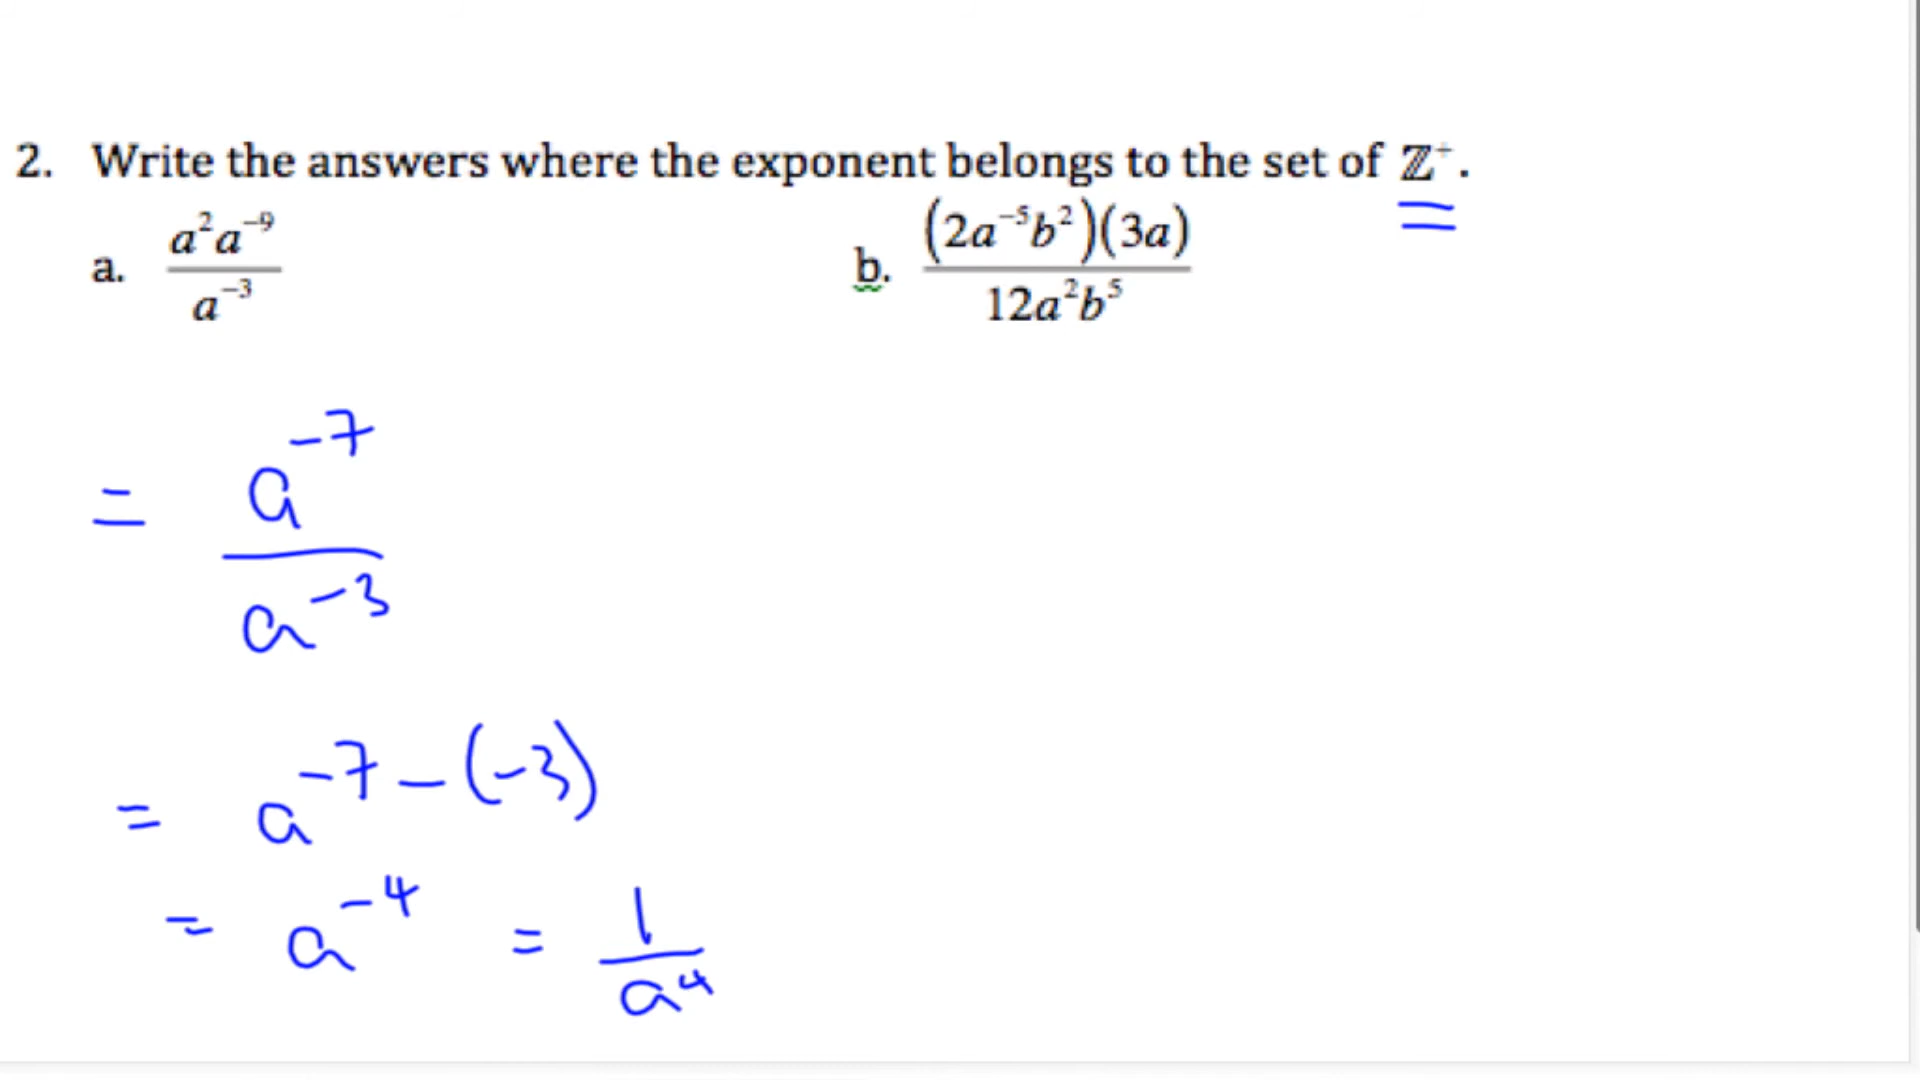 2. Write the answers where the exponent belongs to the set of ℤ⁺.
a. a²a⁻⁹ / a⁻³
b. (2a⁻⁵b²)(3a) / 12a²b⁵
= a⁻⁷ / a⁻³
= a⁻⁷⁻⁽⁻³⁾
= a⁻⁴ = 1 / a⁴